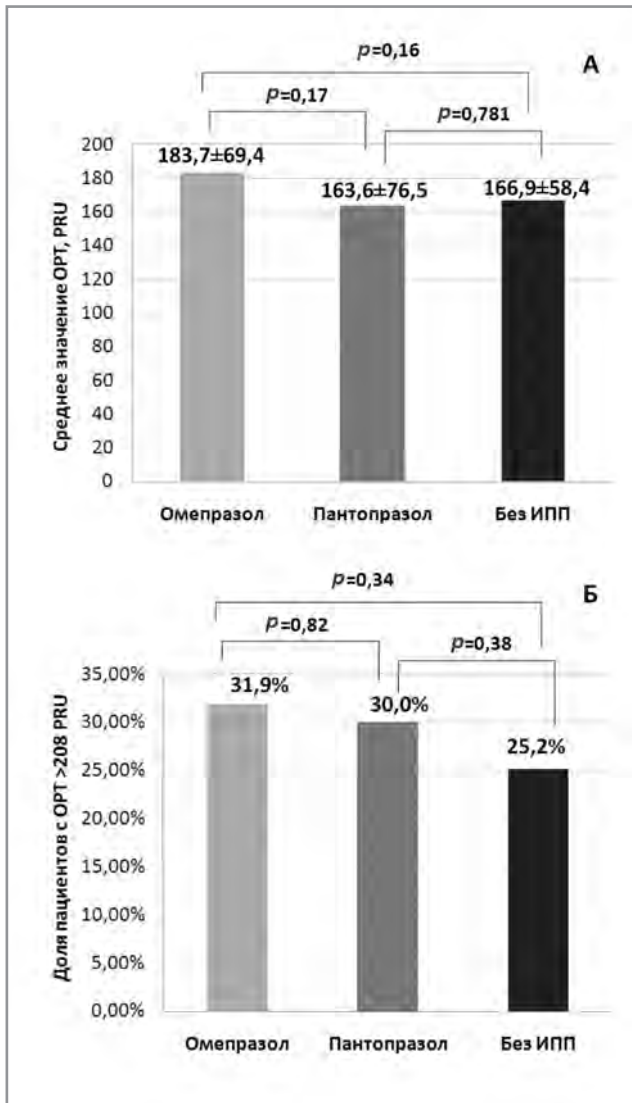 p=0,16
А
p=0,17
p=0,781
200
183,7±69,4
163,6±76,5
166,9±58,4
180
160
140
120
100
80
60
40
20
0
Среднее значение ОРТ, PRU
Омепразол Пантопразол Без ИПП
p=0,34
Б
p=0,82
p=0,38
35,00%
31,9%
30,0%
25,2%
30,00%
25,00%
20,00%
15,00%
10,00%
5,00%
0,00%
Доля пациентов с ОРТ >208 PRU
Омепразол Пантопразол Без ИПП